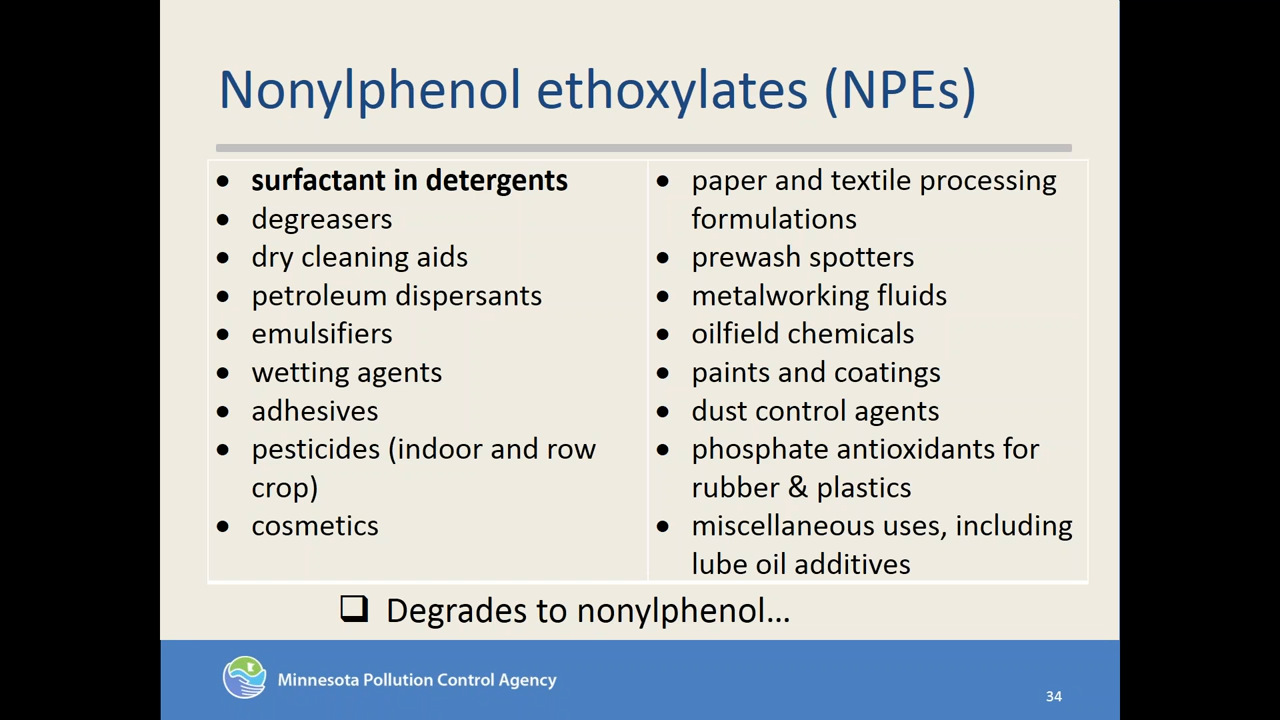 Nonylphenol ethoxylates (NPEs)
• surfactant in detergents
• degreasers
• dry cleaning aids
• petroleum dispersants
• emulsifiers
• wetting agents
• adhesives
• pesticides (indoor and row
crop)
• cosmetics
• paper and textile processing
formulations
• prewash spotters
• metalworking fluids
• oilfield chemicals
• paints and coatings
• dust control agents
• phosphate antioxidants for
rubber & plastics
• miscellaneous uses, including
lube oil additives
❑ Degrades to nonylphenol…
Minnesota Pollution Control Agency
34